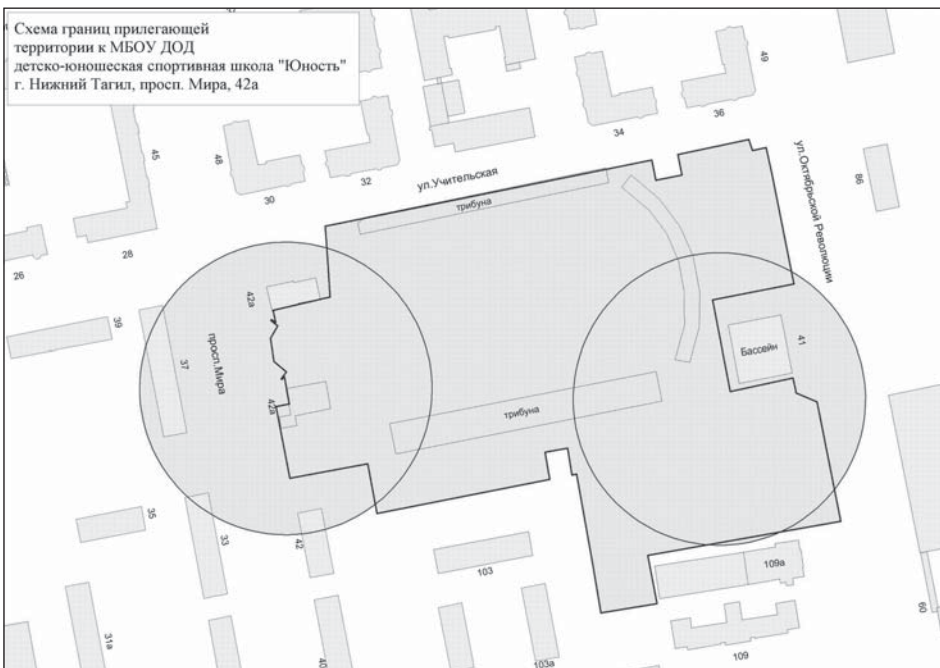 Схема границ прилегающей
территории к МБОУ ДОД
детско-юношеская спортивная школа "Юность"
г. Нижний Тагил, просп. Мира, 42а
49
36
34
ул.Октябрьской Революции
45
48
32
ул.Учительская
86
30
трибуна
28
26
42а
39
просп.Мира
37
41
Бассейн
42а
трибуна
35
33
42
103
109а
60
31а
40
103а
109